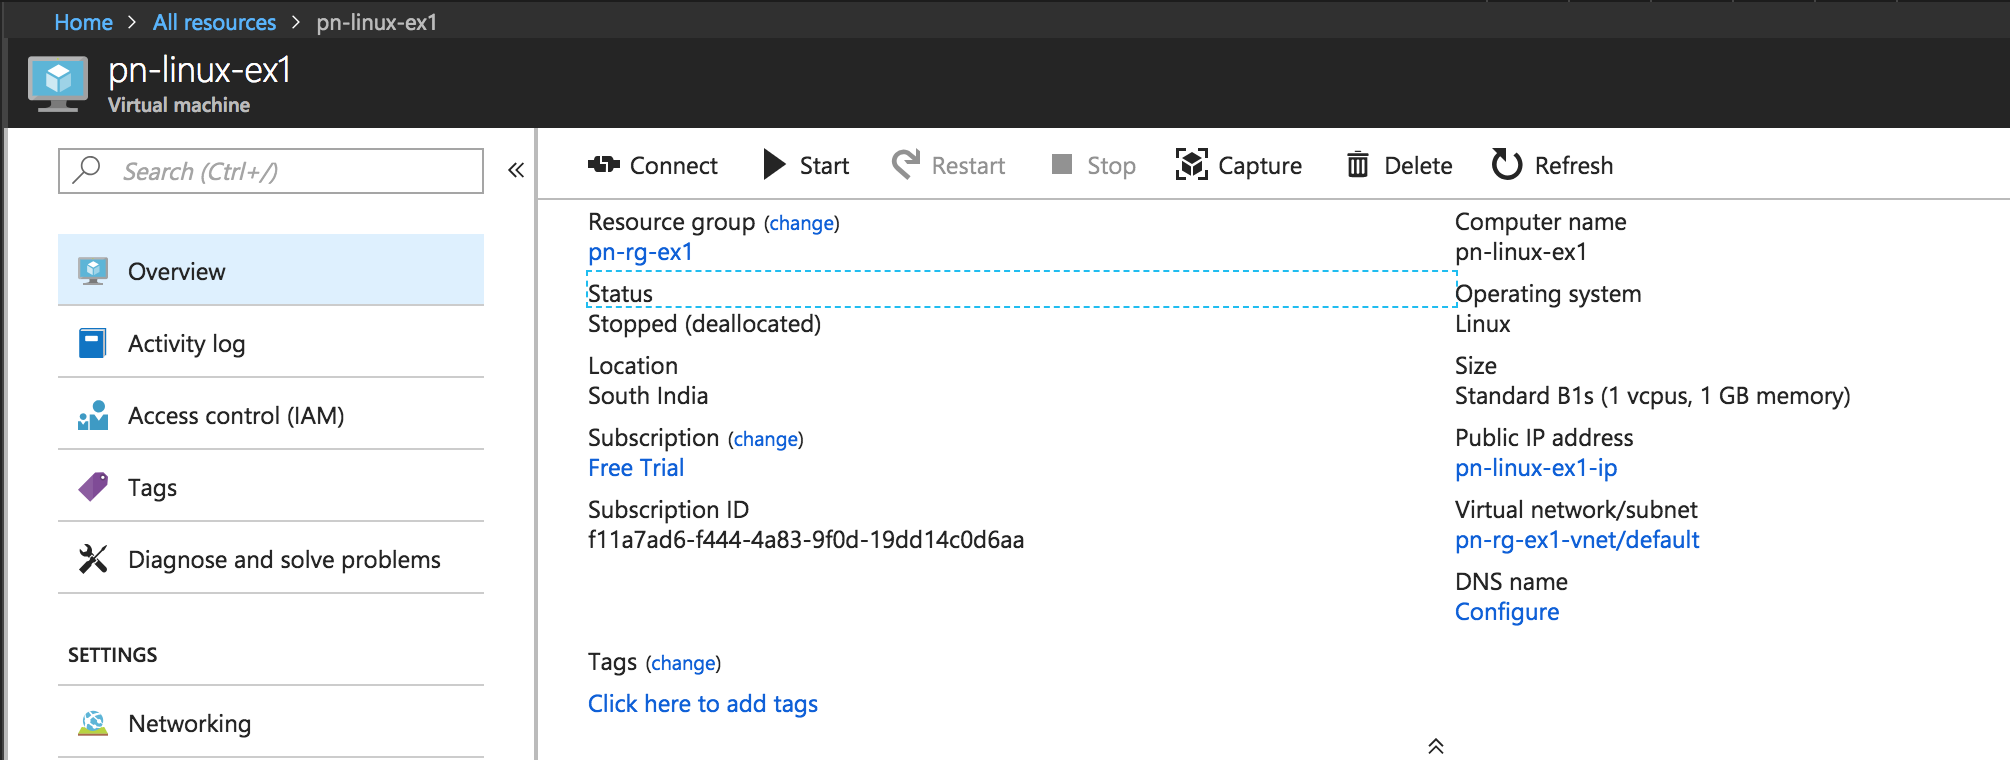 Home > All resources > pn-linux-ex1
pn-linux-ex1
Virtual machine
Search (Ctrl+/)
«
Overview
Activity log
Access control (IAM)
Tags
Diagnose and solve problems
SETTINGS
Networking
Connect Start Restart Stop Capture Delete Refresh
Resource group (change)
pn-rg-ex1
Status
Stopped (deallocated)
Location
South India
Subscription (change)
Free Trial
Subscription ID
f11a7ad6-f444-4a83-9f0d-19dd14c0d6aa
Computer name
pn-linux-ex1
Operating system
Linux
Size
Standard B1s (1 vcpus, 1 GB memory)
Public IP address
pn-linux-ex1-ip
Virtual network/subnet
pn-rg-ex1-vnet/default
DNS name
Configure
Tags (change)
Click here to add tags